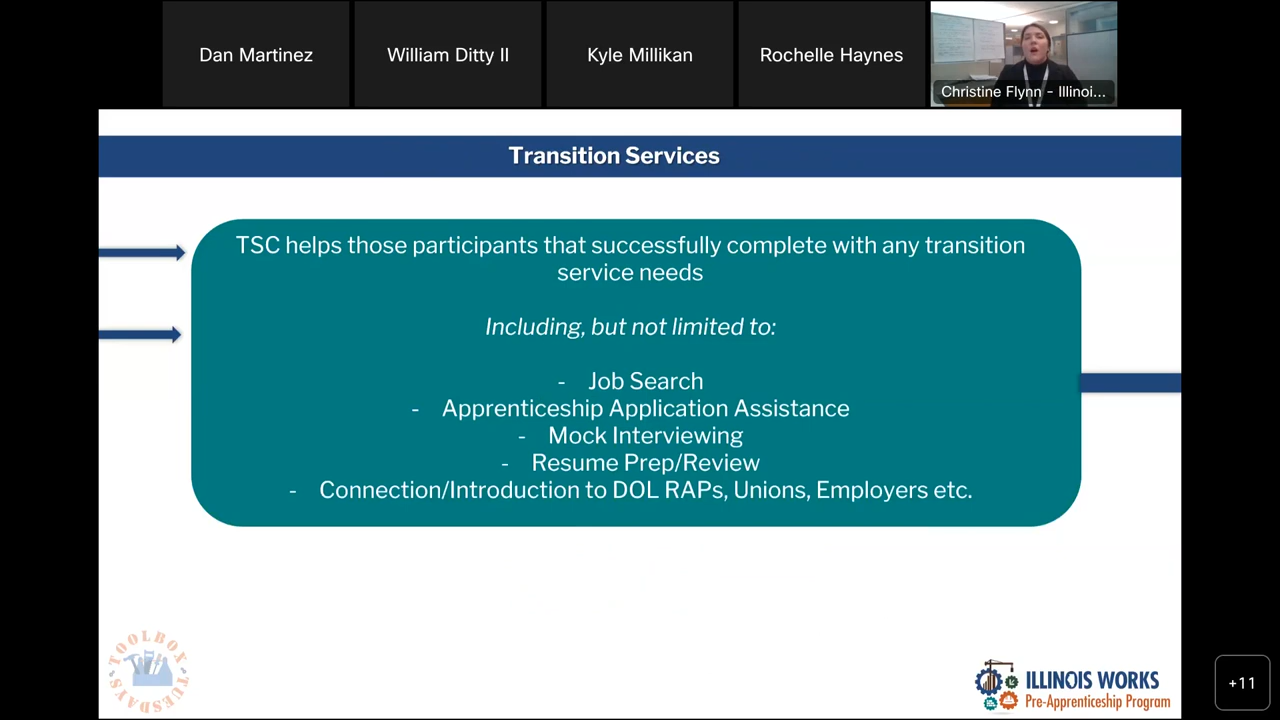 Dan Martinez
William Ditty II
Kyle Millikan
Rochelle Haynes
Christine Flynn - Illinoi...
Transition Services
TSC helps those participants that successfully complete with any transition
service needs
Including, but not limited to:
- Job Search
- Apprenticeship Application Assistance
- Mock Interviewing
- Resume Prep/Review
- Connection/Introduction to DOL RAPs, Unions, Employers etc.
TOOLBOX
TUESDAYS
ILLINOIS WORKS
Pre-Apprenticeship Program
+11